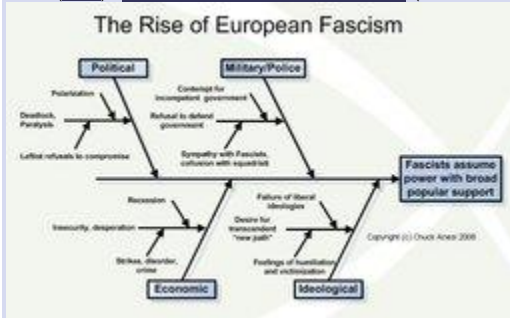 The Rise of European Fascism
Political
Military/Police
Polarization
Contempt for
incompetent government
Deadlock,
Paralysis
Refusal to defend
government
Leftist refusals to compromise
Sympathy with Fascists,
collusion with squadristi
Fascists assume
power with broad
popular support
Recession
Failure of liberal
ideologies
Insecurity, desperation
Desire for
transcendent
"new path"
Strikes, disorder,
crime
Feelings of humiliation
and victimization
Copyright (c) Chuck Anesi 2008
Economic
Ideological